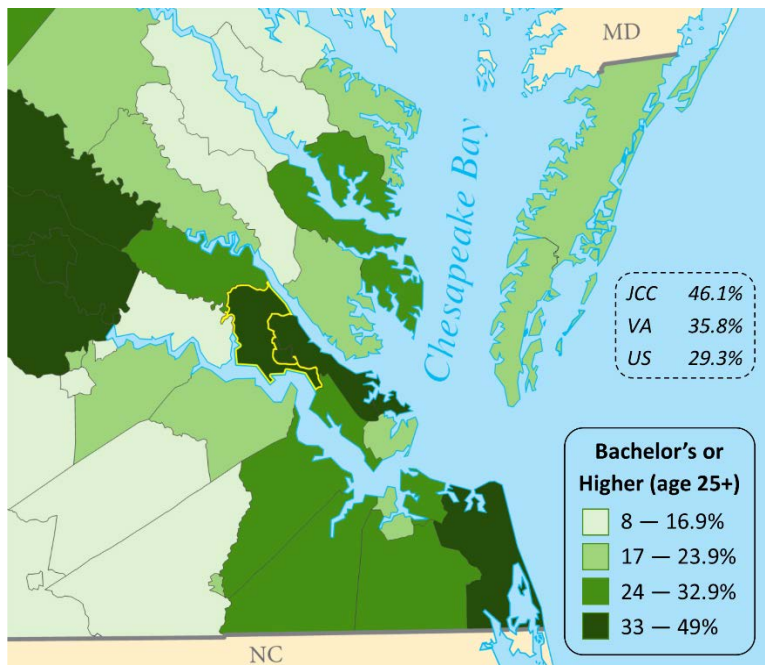 MD
Chesapeake Bay
JCC 46.1%
VA 35.8%
US 29.3%
Bachelor's or
Higher (age 25+)
8 — 16.9%
17 — 23.9%
24 — 32.9%
33 — 49%
NC